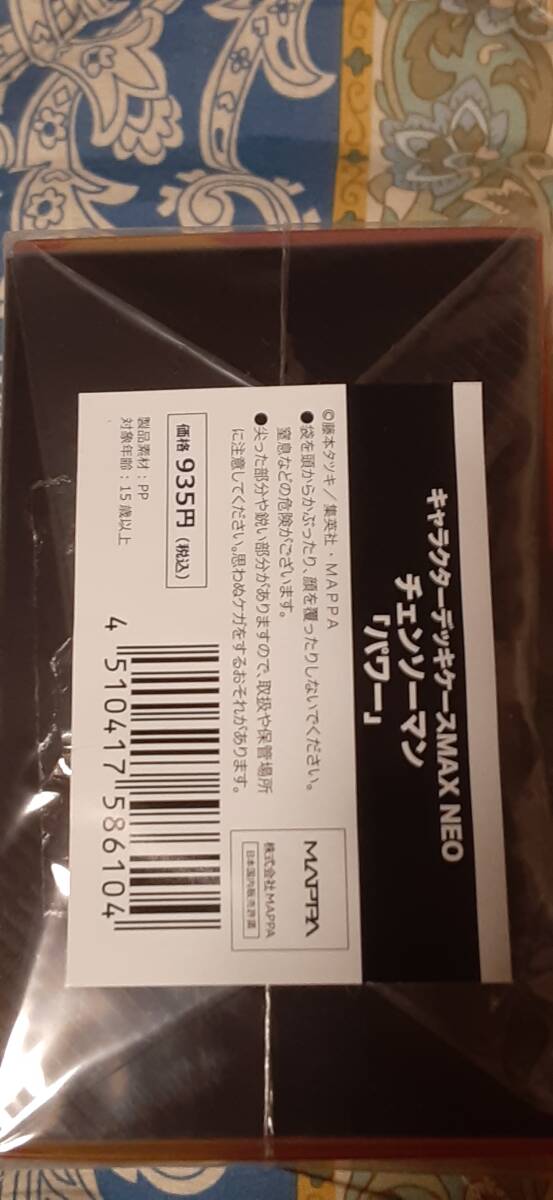 キャラクターデッキケースMAX NEO
チェンソーマン
「パワー」
©藤本タツキ/集英社・MAPPA
●袋を頭からかぶったり、顔を覆ったりしないでください。
窒息などの危険がございます。
●尖った部分や鋭い部分がありますので、取扱や保管場所
に注意してください。思わぬケガをするおそれがあります。
価格 935円(税込)
製品素材:PP
対象年齢:15歳以上
4 510417 586104
MAPPA
株式会社MAPPA
日本国内販売許諾